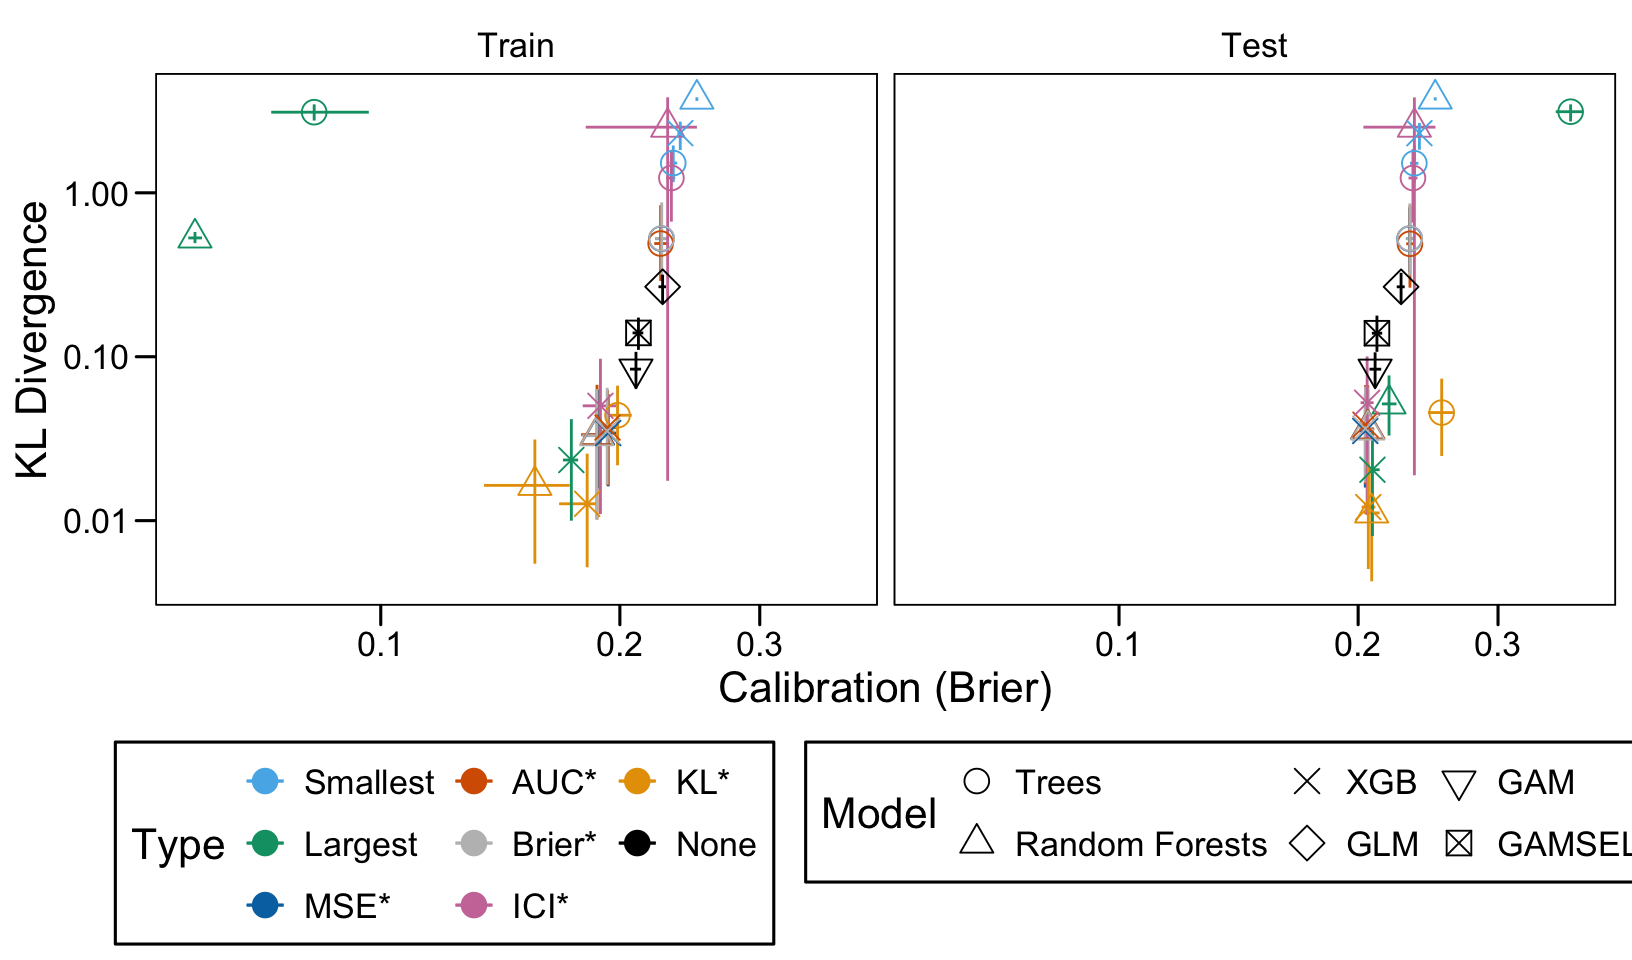 Train Test
KL Divergence
1.00
0.10
0.01
0.1 0.2 0.3 0.1 0.2 0.3
Calibration (Brier)
Type
Smallest AUC* KL*
Largest Brier* None
MSE* ICI*
Model
Trees XGB GAM
Random Forests GLM GAMSEL